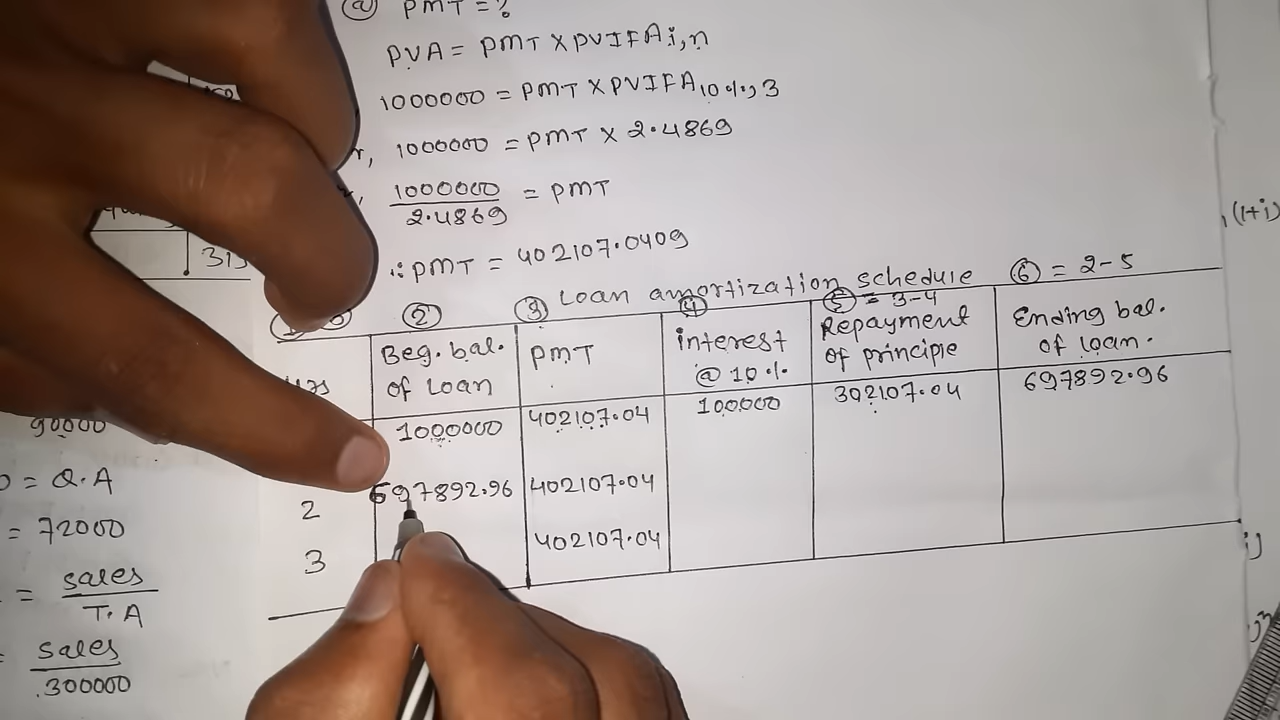 @ PMT = ?
PVA = PMT X PVIFA i,n
1000000 = PMT X PVIFA 10%, 3
1000000 = PMT X 2.4869
1000000 / 2.4869 = PMT
∴ PMT = 402107.0409
Loan amortization schedule
② ③ ④ ⑤ = 3-4 ⑥ = 2-5
Beg. bal. of Loan PMT interest @ 10% Repayment of principle Ending bal. of loan.
1000000 402107.04 100000 302107.04 697892.96
2 697892.96 402107.04
3 402107.04
315
90000
= Q.A
= 72000
= sales / T.A
sales / 300000
(1+i)